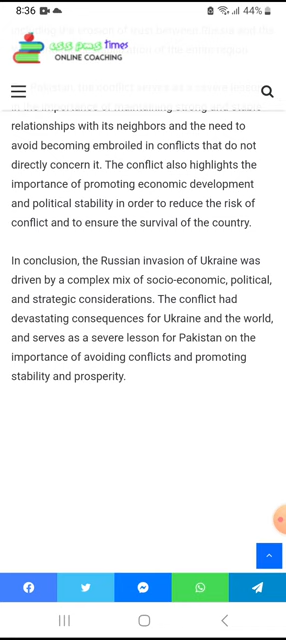 8:36
44%
times
ONLINE COACHING
relationships with its neighbors and the need to
avoid becoming embroiled in conflicts that do not
directly concern it. The conflict also highlights the
importance of promoting economic development
and political stability in order to reduce the risk of
conflict and to ensure the survival of the country.
In conclusion, the Russian invasion of Ukraine was
driven by a complex mix of socio-economic, political,
and strategic considerations. The conflict had
devastating consequences for Ukraine and the world,
and serves as a severe lesson for Pakistan on the
importance of avoiding conflicts and promoting
stability and prosperity.